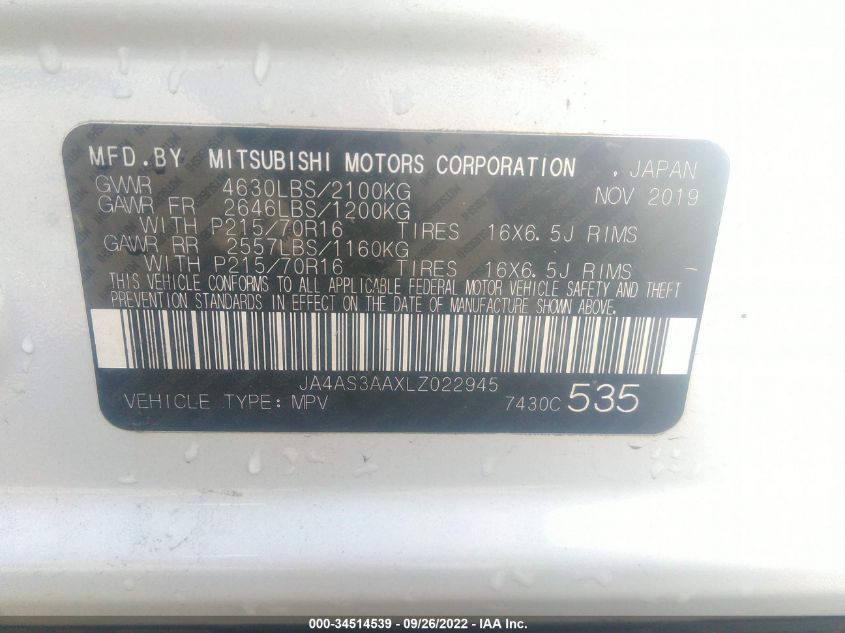 MFD.BY MITSUBISHI MOTORS CORPORATION , JAPAN
GVWR 4630LBS/2100KG NOV 2019
GAWR FR 2646LBS/1200KG
WITH P215/70R16 TIRES 16X6.5J RIMS
GAWR RR 2557LBS/1160KG
WITH P215/70R16 TIRES 16X6.5J RIMS
THIS VEHICLE CONFORMS TO ALL APPLICABLE FEDERAL MOTOR VEHICLE SAFETY AND THEFT
PREVENTION STANDARDS IN EFFECT ON THE DATE OF MANUFACTURE SHOWN ABOVE.
JA4AS3AAXLZ022945
VEHICLE TYPE: MPV 7430C 535
000-34514539 - 09/26/2022 - IAA Inc.